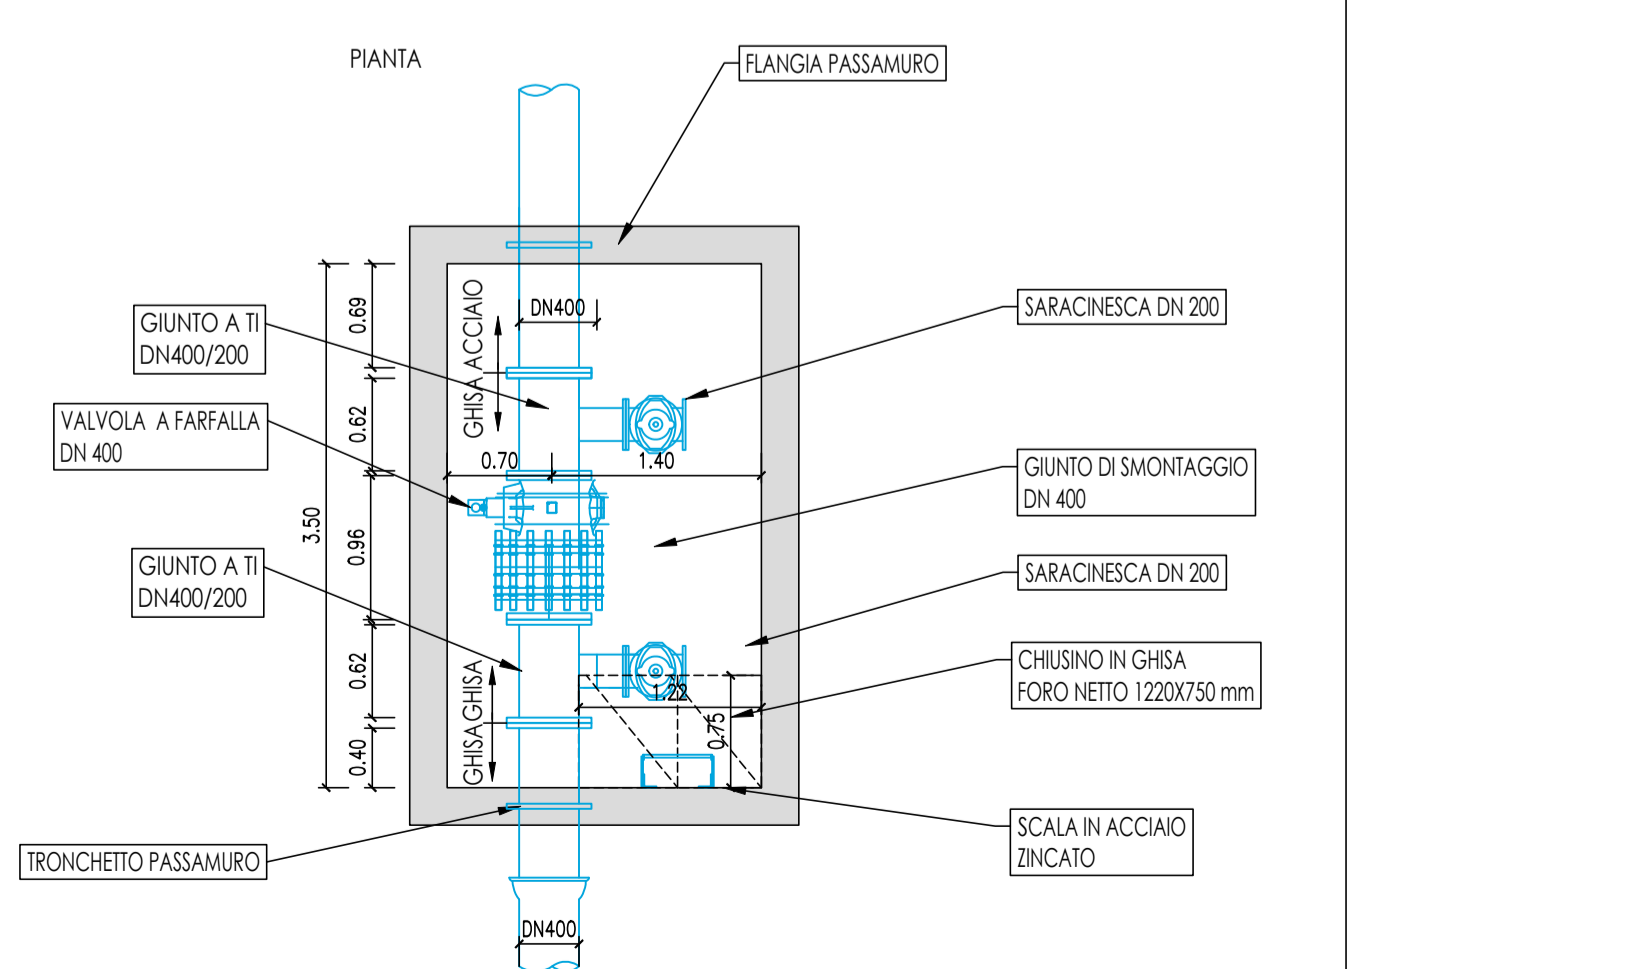 PIANTA
FLANGIA PASSAMURO
GIUNTO A TI
DN400/200
SARACINESCA DN 200
VALVOLA A FARFALLA
DN 400
GIUNTO DI SMONTAGGIO
DN 400
GIUNTO A TI
DN400/200
SARACINESCA DN 200
CHIUSINO IN GHISA
FORO NETTO 1220X750 mm
SCALA IN ACCIAIO
ZINCATO
TRONCHETTO PASSAMURO
3.50
0.69
0.62
0.96
0.62
0.40
GHISA ACCIAIO
DN400
0.70
1.40
GHISA GHISA
1.22
0.75
DN400